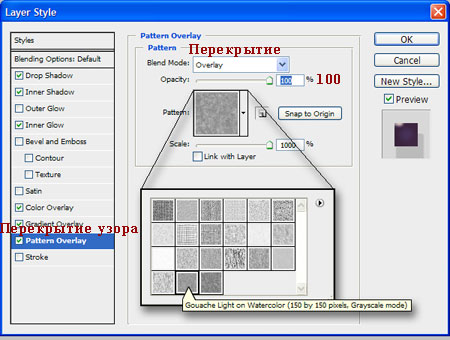 Layer Style
Styles
Blending Options: Default
Drop Shadow
Inner Shadow
Outer Glow
Inner Glow
Bevel and Emboss
Contour
Texture
Satin
Color Overlay
Gradient Overlay
Перекрытие узора
Pattern Overlay
Stroke
Pattern Overlay
Pattern
Перекрытие
Blend Mode: Overlay
Opacity: 100 % 100
Pattern: Snap to Origin
Scale: 1000 %
Link with Layer
Gouache Light on Watercolor (150 by 150 pixels, Grayscale mode)
OK
Cancel
New Style...
Preview